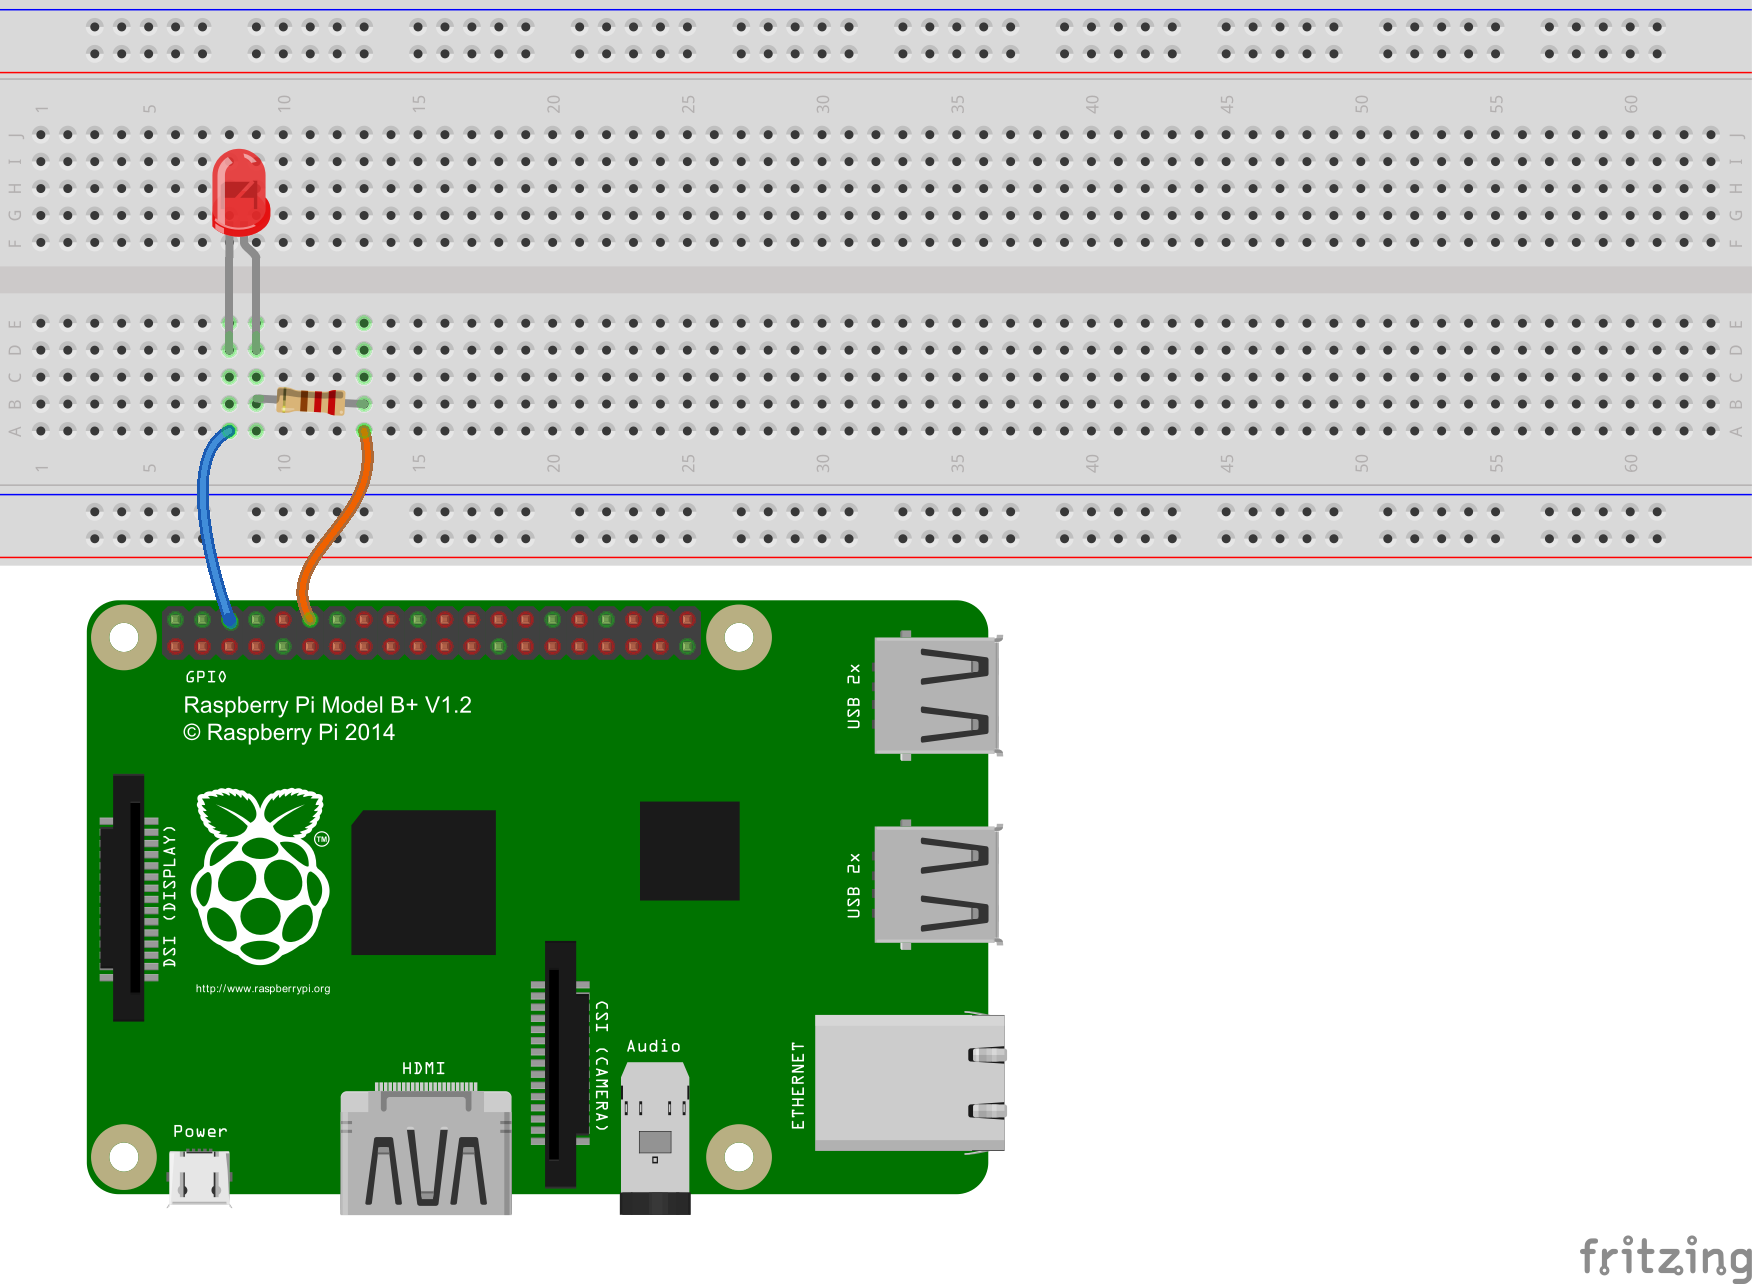 1 5 10 15 20 25 30 35 40 45 50 55 60
J J
I I
H H
G G
F F
E E
D D
C C
B B
A A
1 5 10 15 20 25 30 35 40 45 50 55 60
GPIO
Raspberry Pi Model B+ V1.2
© Raspberry Pi 2014
USB 2x
USB 2x
DSI (DISPLAY)
TM
http://www.raspberrypi.org
CSI (CAMERA)
Audio
HDMI
ETHERNET
Power
fritzing